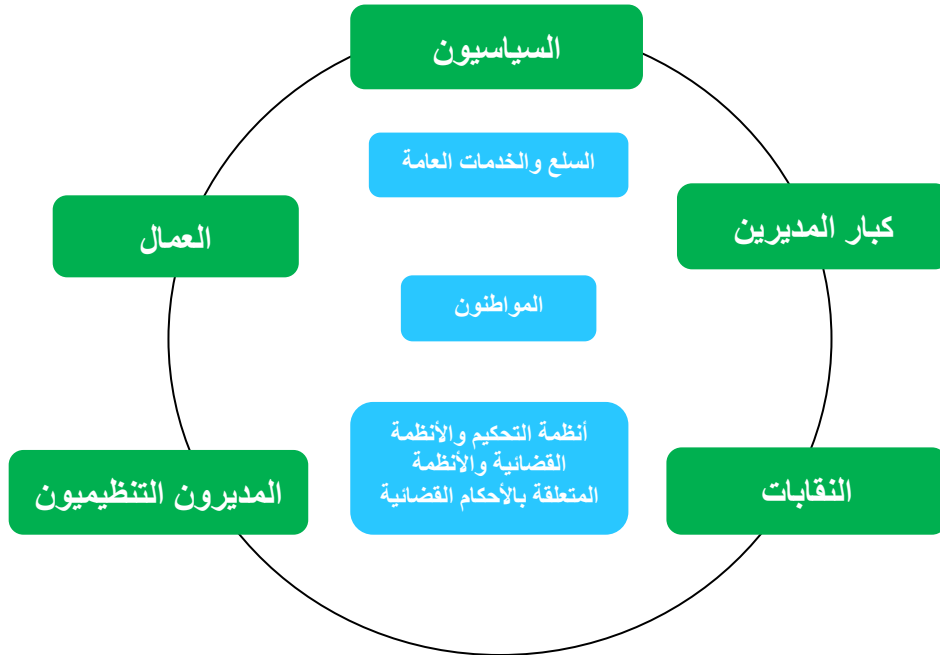 السياسيون
السلع والخدمات العامة
كبار المديرين
العمال
المواطنون
أنظمة التحكيم والأنظمة
القضائية والأنظمة
المتعلقة بالأحكام القضائية
النقابات
المديرون التنظيميون